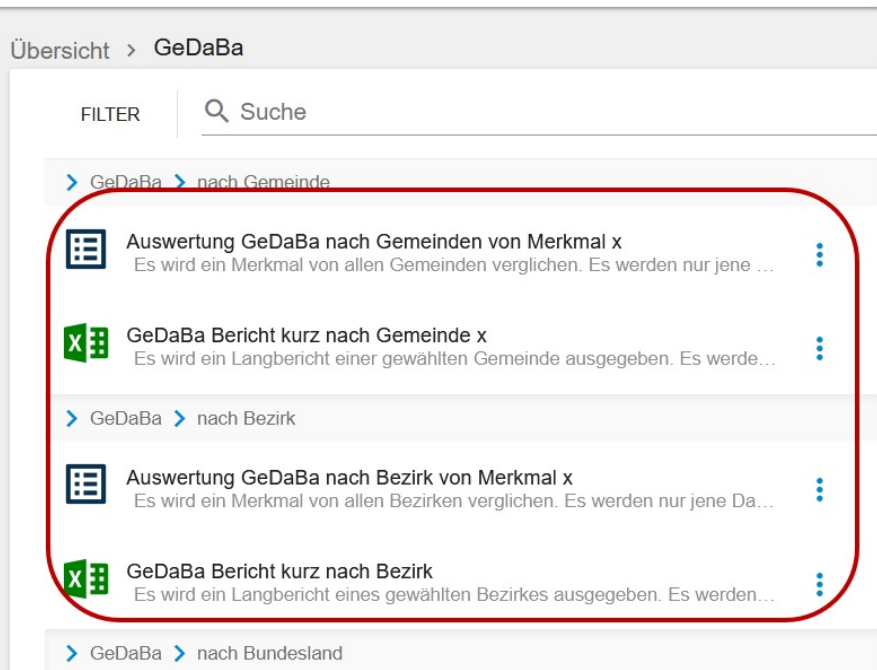 Übersicht > GeDaBa
FILTER Suche
GeDaBa nach Gemeinde
Auswertung GeDaBa nach Gemeinden von Merkmal x
Es wird ein Merkmal von allen Gemeinden verglichen. Es werden nur jene ...
GeDaBa Bericht kurz nach Gemeinde x
Es wird ein Langbericht einer gewählten Gemeinde ausgegeben. Es werde...
GeDaBa nach Bezirk
Auswertung GeDaBa nach Bezirk von Merkmal x
Es wird ein Merkmal von allen Bezirken verglichen. Es werden nur jene Da...
GeDaBa Bericht kurz nach Bezirk
Es wird ein Langbericht eines gewählten Bezirkes ausgegeben. Es werden...
GeDaBa nach Bundesland